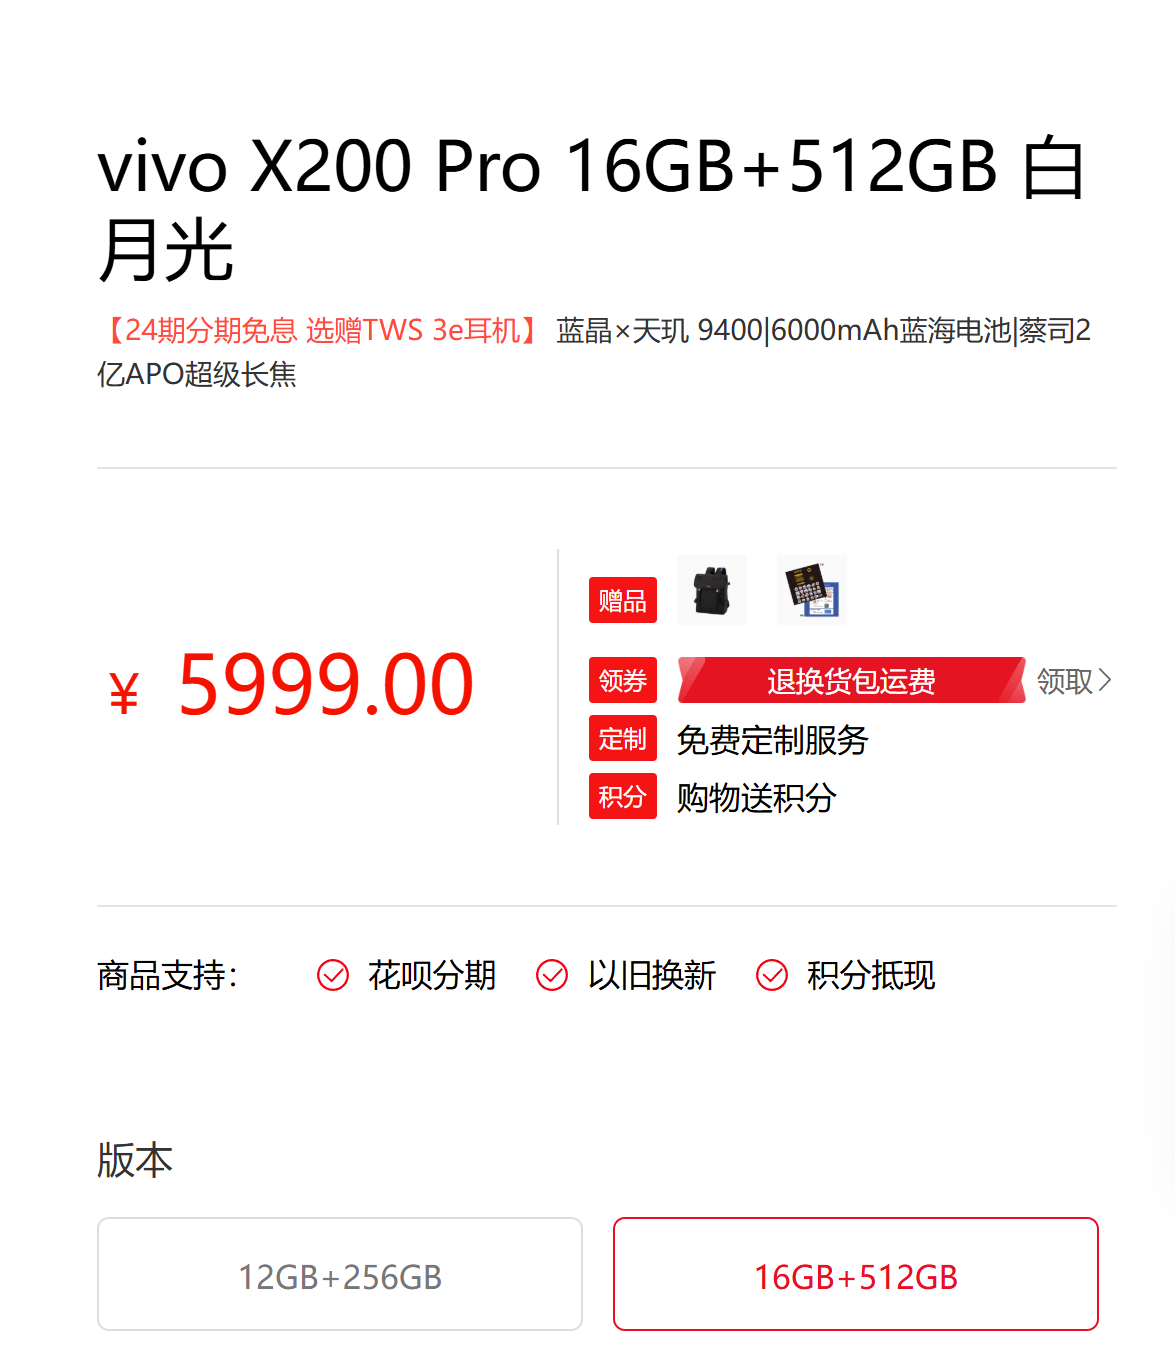 vivo X200 Pro 16GB+512GB 白
月光
【24期分期免息 选赠TWS 3e耳机】 蓝晶×天玑 9400|6000mAh蓝海电池|蔡司2
亿APO超级长焦
¥ 5999.00
赠品
领券 退换货包运费 领取
定制 免费定制服务
积分 购物送积分
商品支持： 花呗分期 以旧换新 积分抵现
版本
12GB+256GB 16GB+512GB